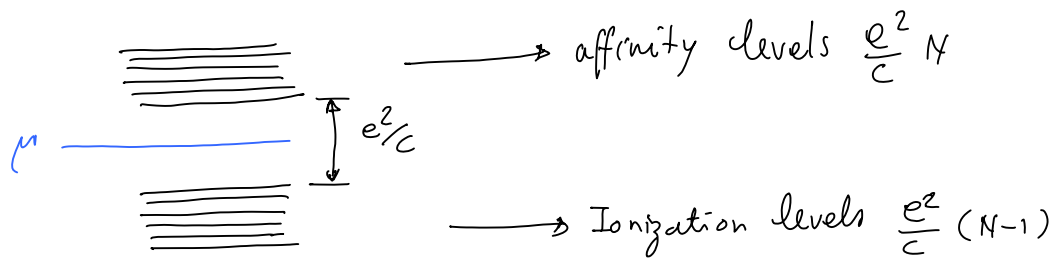 affinity levels e²/c N
e²/c
μ
Ionization levels e²/c (N-1)